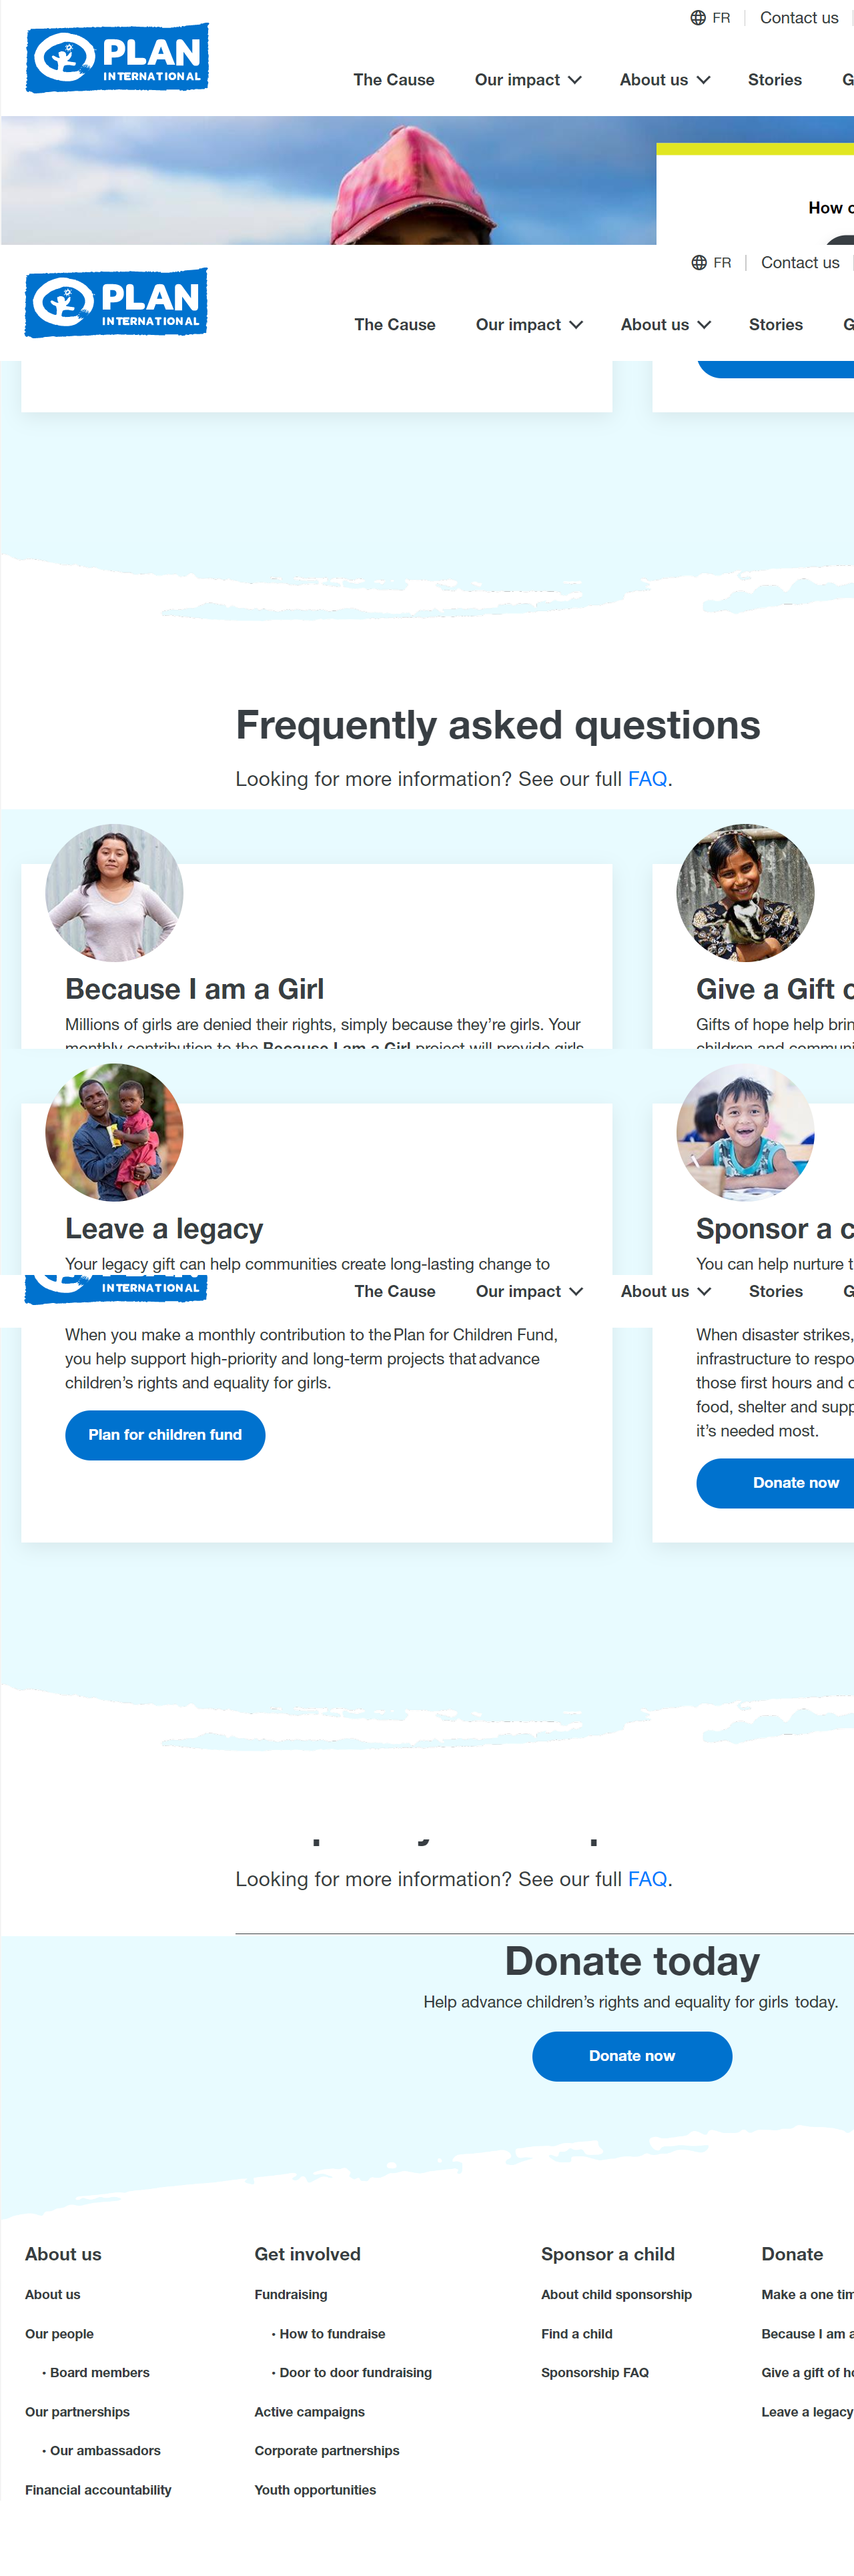 FR
Contact us
PLAN
INTERNATIONAL
The Cause
Our impact
About us
Stories
G
How
FR
Contact us
PLAN
INTERNATIONAL
The Cause
Our impact
About us
Stories
G
Frequently asked questions
Looking for more information? See our full FAQ.
Because I am a Girl
Millions of girls are denied their rights, simply because they’re girls. Your
monthly contribution to the Because I am a Girl project will provide girls
Give a Gift o
Gifts of hope help brin
children and communi
Leave a legacy
Your legacy gift can help communities create long-lasting change to
Sponsor a c
You can help nurture t
INTERNATIONAL
The Cause
Our impact
About us
Stories
G
When you make a monthly contribution to the Plan for Children Fund,
you help support high-priority and long-term projects that advance
children’s rights and equality for girls.
Plan for children fund
When disaster strikes,
infrastructure to respo
those first hours and
food, shelter and supp
it’s needed most.
Donate now
Looking for more information? See our full FAQ.
Donate today
Help advance children’s rights and equality for girls today.
Donate now
About us
About us
Our people
• Board members
Our partnerships
• Our ambassadors
Financial accountability
Get involved
Fundraising
• How to fundraise
• Door to door fundraising
Active campaigns
Corporate partnerships
Youth opportunities
Sponsor a child
About child sponsorship
Find a child
Sponsorship FAQ
Donate
Make a one tim
Because I am a
Give a gift of ho
Leave a legacy